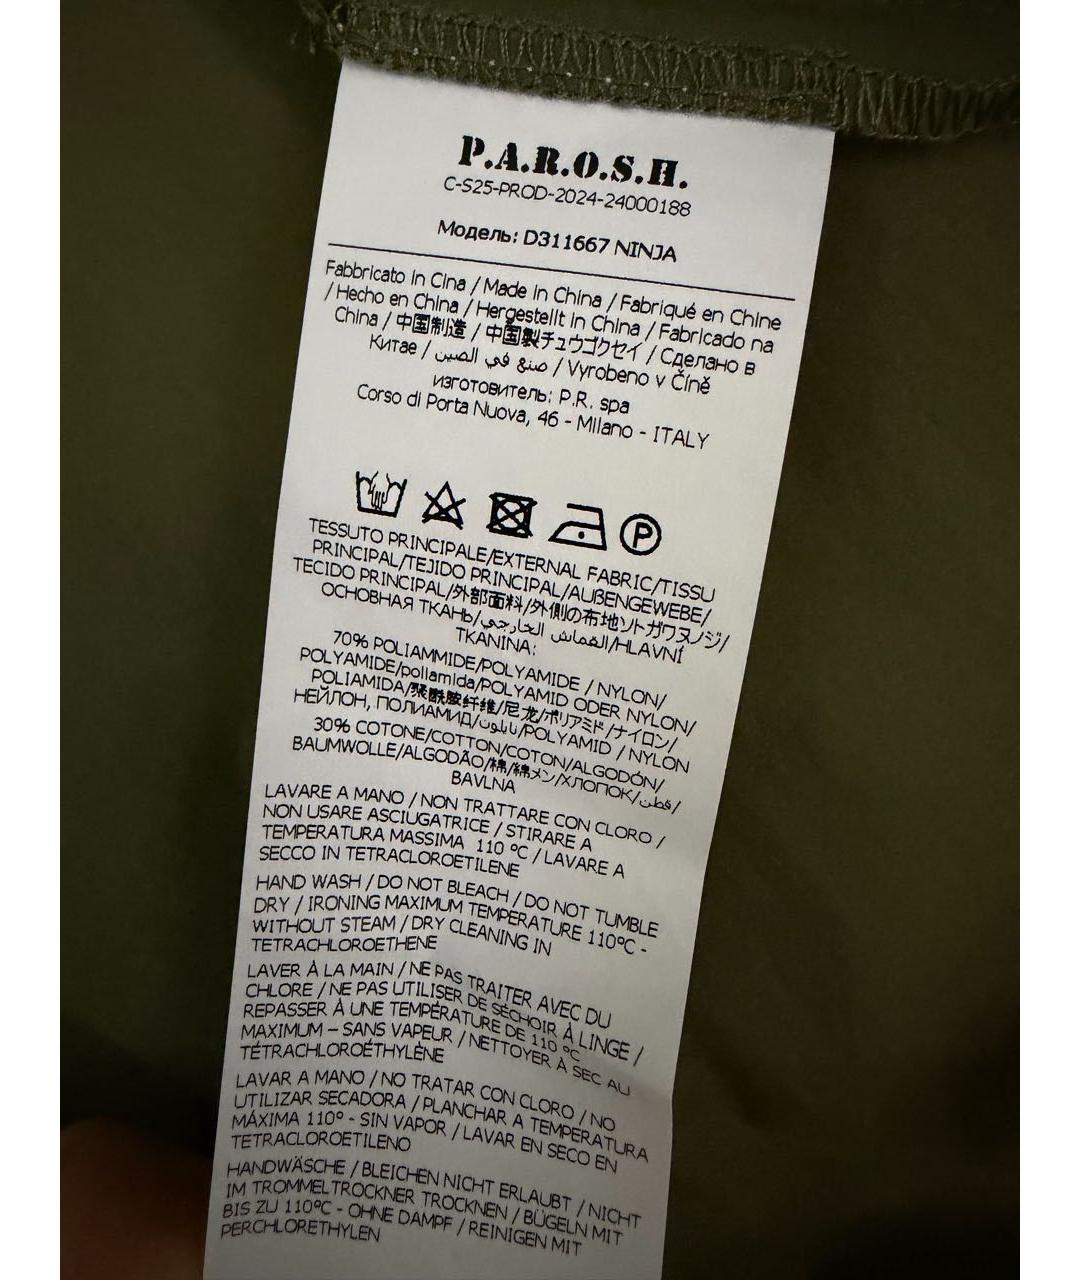 P.A.R.O.S.H.
C-S25-PROD-2024-24000188
Модель: D311667 NINJA
Fabbricato in Cina / Made in China / Fabriqué en Chine
/ Hecho en China / Hergestellt in China / Fabricado na
China / 中国制造 / 中国製チュウゴクセイ / Сделано в
Китае / صنع في الصين / Vyrobeno v Číně
изготовитель: P.R. spa
Corso di Porta Nuova, 46 - Milano - ITALY
P
TESSUTO PRINCIPALE/EXTERNAL FABRIC/TISSU
PRINCIPAL/TEJIDO PRINCIPAL/AUßENGEWEBE/
TECIDO PRINCIPAL/外部面料/外側の布地ソトガワヌノジ/
ОСНОВНАЯ ТКАНЬ/القماش الخارجي/HLAVNÍ
TKANINA:
70% POLIAMMIDE/POLYAMIDE / NYLON/
POLYAMIDE/poliamida/POLYAMID ODER NYLON/
POLIAMIDA/聚酰胺纤维/尼龙/ポリアミド/ナイロン/
НЕЙЛОН, ПОЛИАМИД/نايلون/POLYAMID / NYLON
30% COTONE/COTTON/COTON/ALGODÓN/
BAUMWOLLE/ALGODÃO/棉/綿メン/ХЛОПОК/قطن/
BAVLNA
LAVARE A MANO / NON TRATTARE CON CLORO /
NON USARE ASCIUGATRICE / STIRARE A
TEMPERATURA MASSIMA 110 °C / LAVARE A
SECCO IN TETRACLOROETILENE
HAND WASH / DO NOT BLEACH / DO NOT TUMBLE
DRY / IRONING MAXIMUM TEMPERATURE 110°C -
WITHOUT STEAM / DRY CLEANING IN
TETRACHLOROETHENE
LAVER À LA MAIN / NE PAS TRAITER AVEC DU
CHLORE / NE PAS UTILISER DE SÉCHOIR À LINGE /
REPASSER À UNE TEMPÉRATURE DE 110 °C
MAXIMUM – SANS VAPEUR / NETTOYER À SEC AU
TÉTRACHLOROÉTHYLÈNE
LAVAR A MANO / NO TRATAR CON CLORO / NO
UTILIZAR SECADORA / PLANCHAR A TEMPERATURA
MÁXIMA 110° - SIN VAPOR / LAVAR EN SECO EN
TETRACLOROETILENO
HANDWÄSCHE / BLEICHEN NICHT ERLAUBT / NICHT
IM TROMMELTROCKNER TROCKNEN / BÜGELN MIT
BIS ZU 110°C - OHNE DAMPF / REINIGEN MIT
PERCHLORETHYLEN